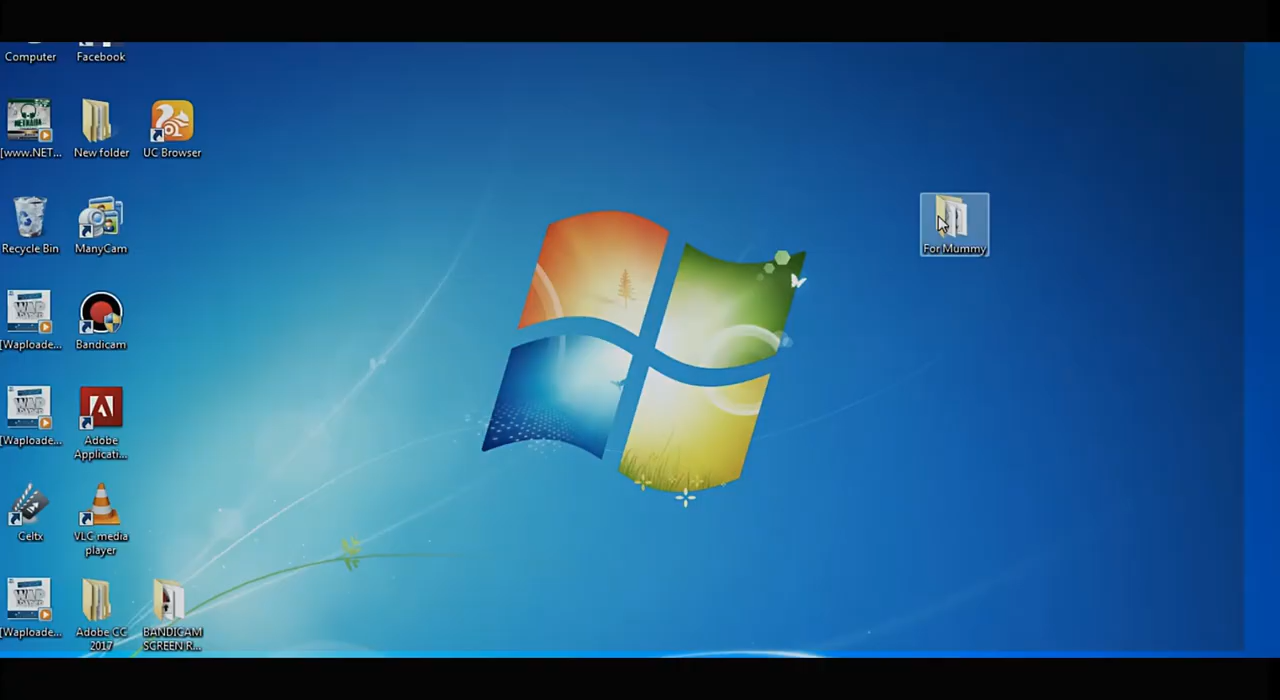 Computer
Facebook
[www.NET...
New folder
UC Browser
Recycle Bin
ManyCam
[Waploade...
Bandicam
[Waploade...
Adobe
Applicati...
Celtx
VLC media
player
[Waploade...
Adobe CC
2017
BANDICAM
SCREEN R...
For Mummy